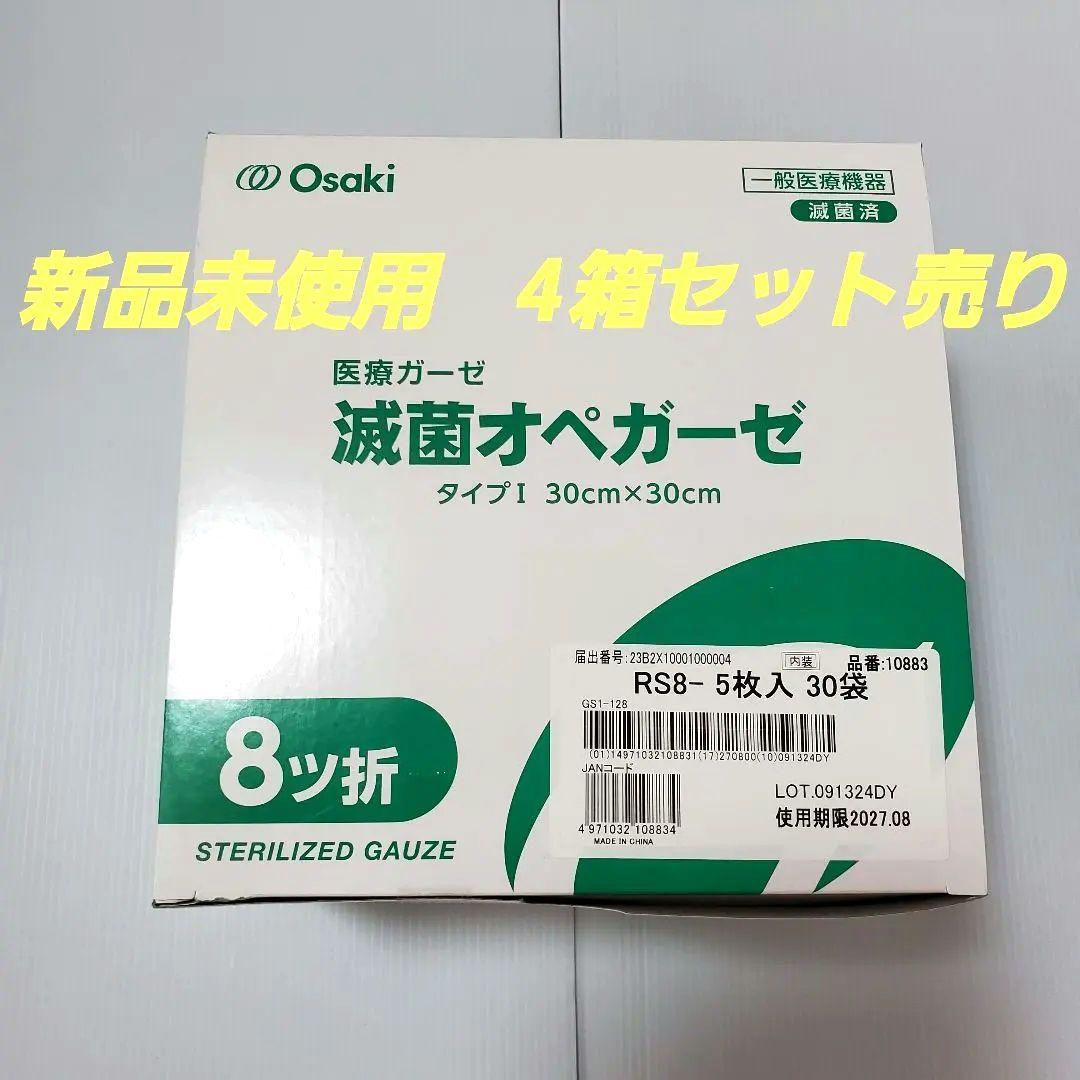 Osaki
一般医療機器
滅菌済
新品未使用　4箱セット売り
医療ガーゼ
滅菌オペガーゼ
タイプⅠ 30cm×30cm
届出番号:23B2X10001000004
内装
品番:10883
RS8- 5枚入 30袋
GS1-128
(01)14971032108831(17)270800(10)091324DY
JANコード
4 971032 108834
MADE IN CHINA
LOT.091324DY
使用期限2027.08
8ツ折
STERILIZED GAUZE